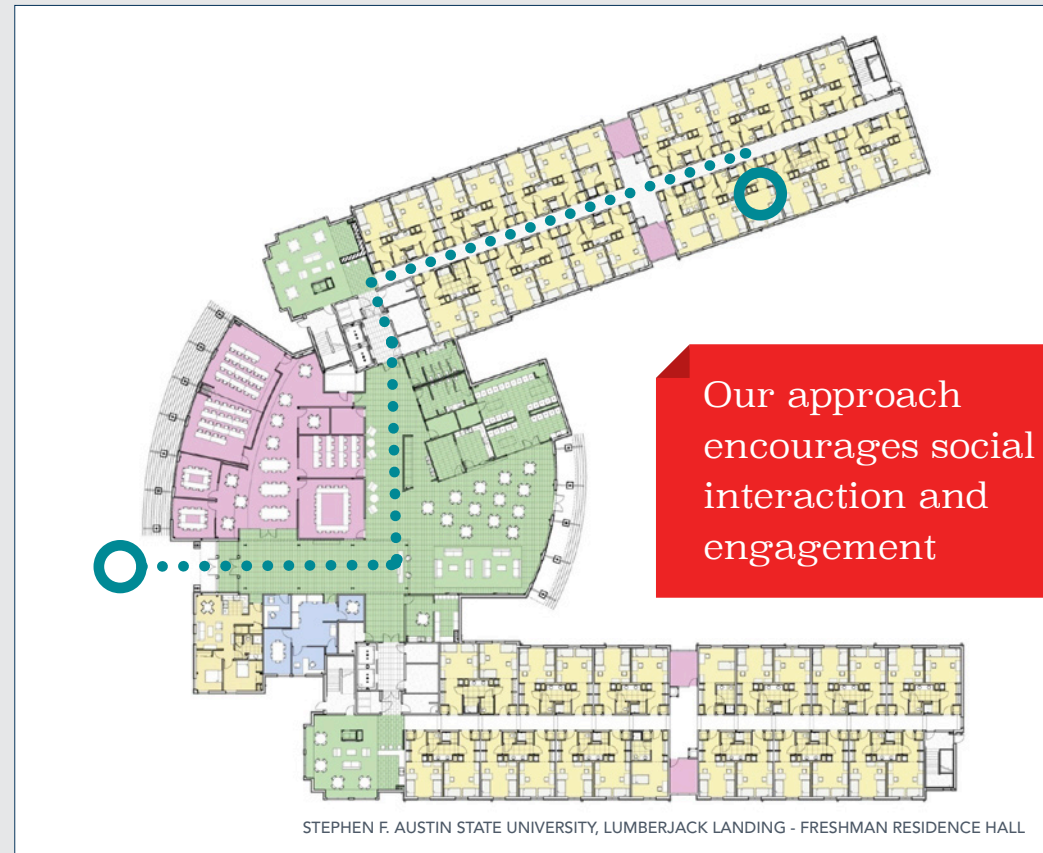 Our approach
encourages social
interaction and
engagement
STEPHEN F. AUSTIN STATE UNIVERSITY, LUMBERJACK LANDING - FRESHMAN RESIDENCE HALL